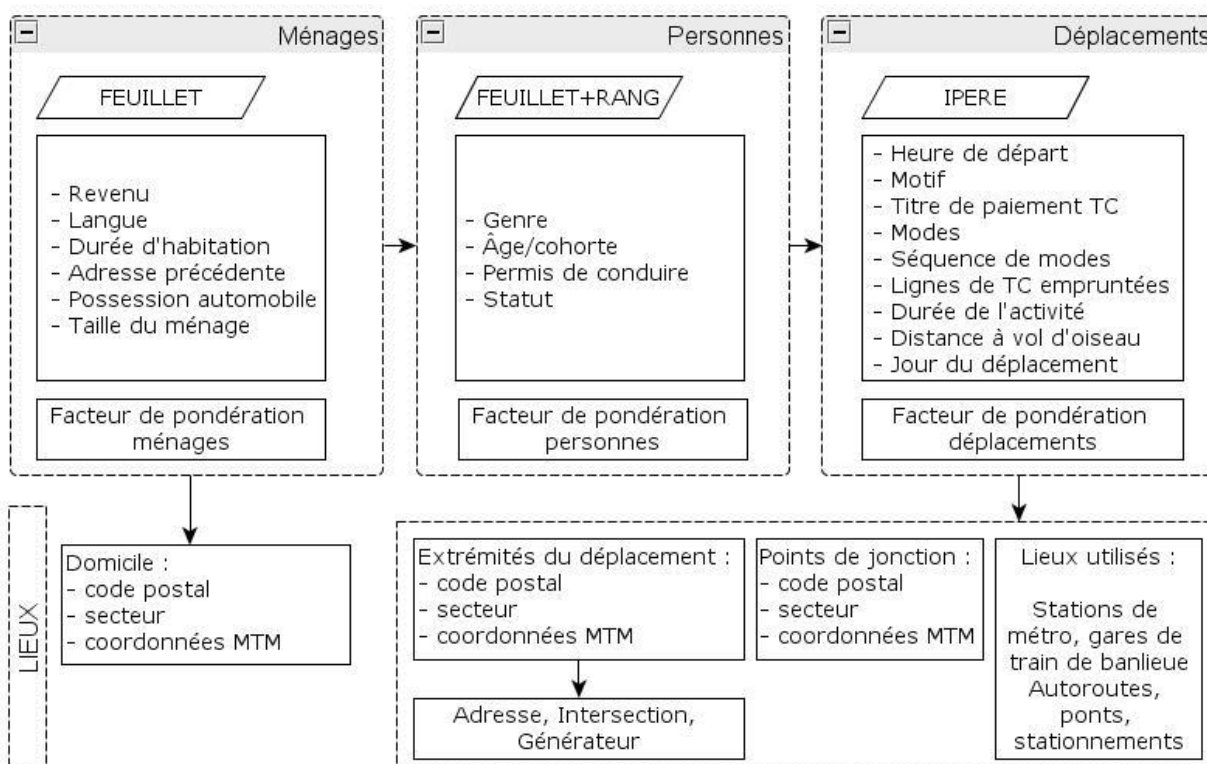 Ménages
FEUILLET
- Revenu
- Langue
- Durée d'habitation
- Adresse précédente
- Possession automobile
- Taille du ménage
Facteur de pondération
ménages
Personnes
FEUILLET+RANG
- Genre
- Âge/cohorte
- Permis de conduire
- Statut
Facteur de pondération
personnes
Déplacements
IPERE
- Heure de départ
- Motif
- Titre de paiement TC
- Modes
- Séquence de modes
- Lignes de TC empruntées
- Durée de l'activité
- Distance à vol d'oiseau
- Jour du déplacement
Facteur de pondération
déplacements
LIEUX
Domicile :
- code postal
- secteur
- coordonnées MTM
Extrémités du déplacement :
- code postal
- secteur
- coordonnées MTM
Adresse, Intersection,
Générateur
Points de jonction :
- code postal
- secteur
- coordonnées MTM
Lieux utilisés :
Stations de
métro, gares de
train de banlieue
Autoroutes,
ponts,
stationnements